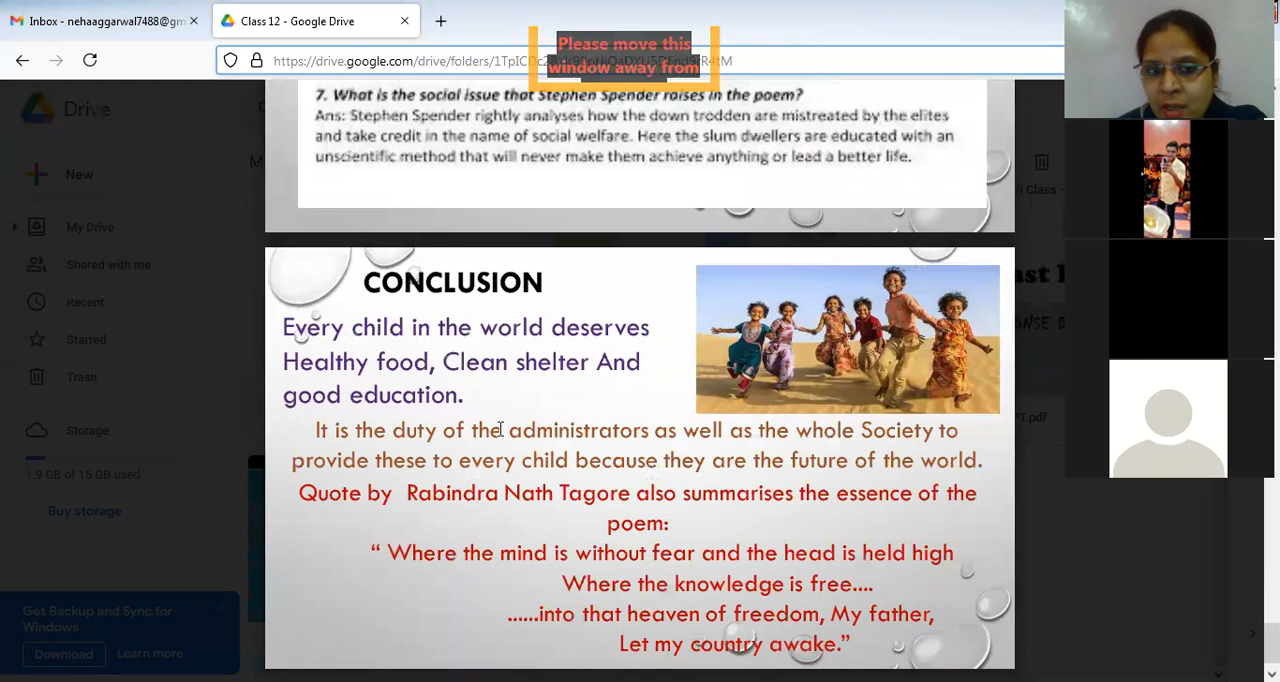 Inbox - nehaaggarwal7488@gm
Class 12 - Google Drive
https://drive.google.com/drive/folders/
Please move this
window away from
Drive
New
My Drive
Shared with me
Recent
Starred
Trash
Storage
1.9 GB of 15 GB used
Buy storage
Get Backup and Sync for
Windows
Download Learn more
7. What is the social issue that Stephen Spender raises in the poem?
Ans: Stephen Spender rightly analyses how the down trodden are mistreated by the elites
and take credit in the name of social welfare. Here the slum dwellers are educated with an
unscientific method that will never make them achieve anything or lead a better life.
CONCLUSION
Every child in the world deserves
Healthy food, Clean shelter And
good education.
It is the duty of the administrators as well as the whole Society to
provide these to every child because they are the future of the world.
Quote by Rabindra Nath Tagore also summarises the essence of the
poem:
“ Where the mind is without fear and the head is held high
Where the knowledge is free....
......into that heaven of freedom, My father,
Let my country awake.”
Class -
PT.pdf